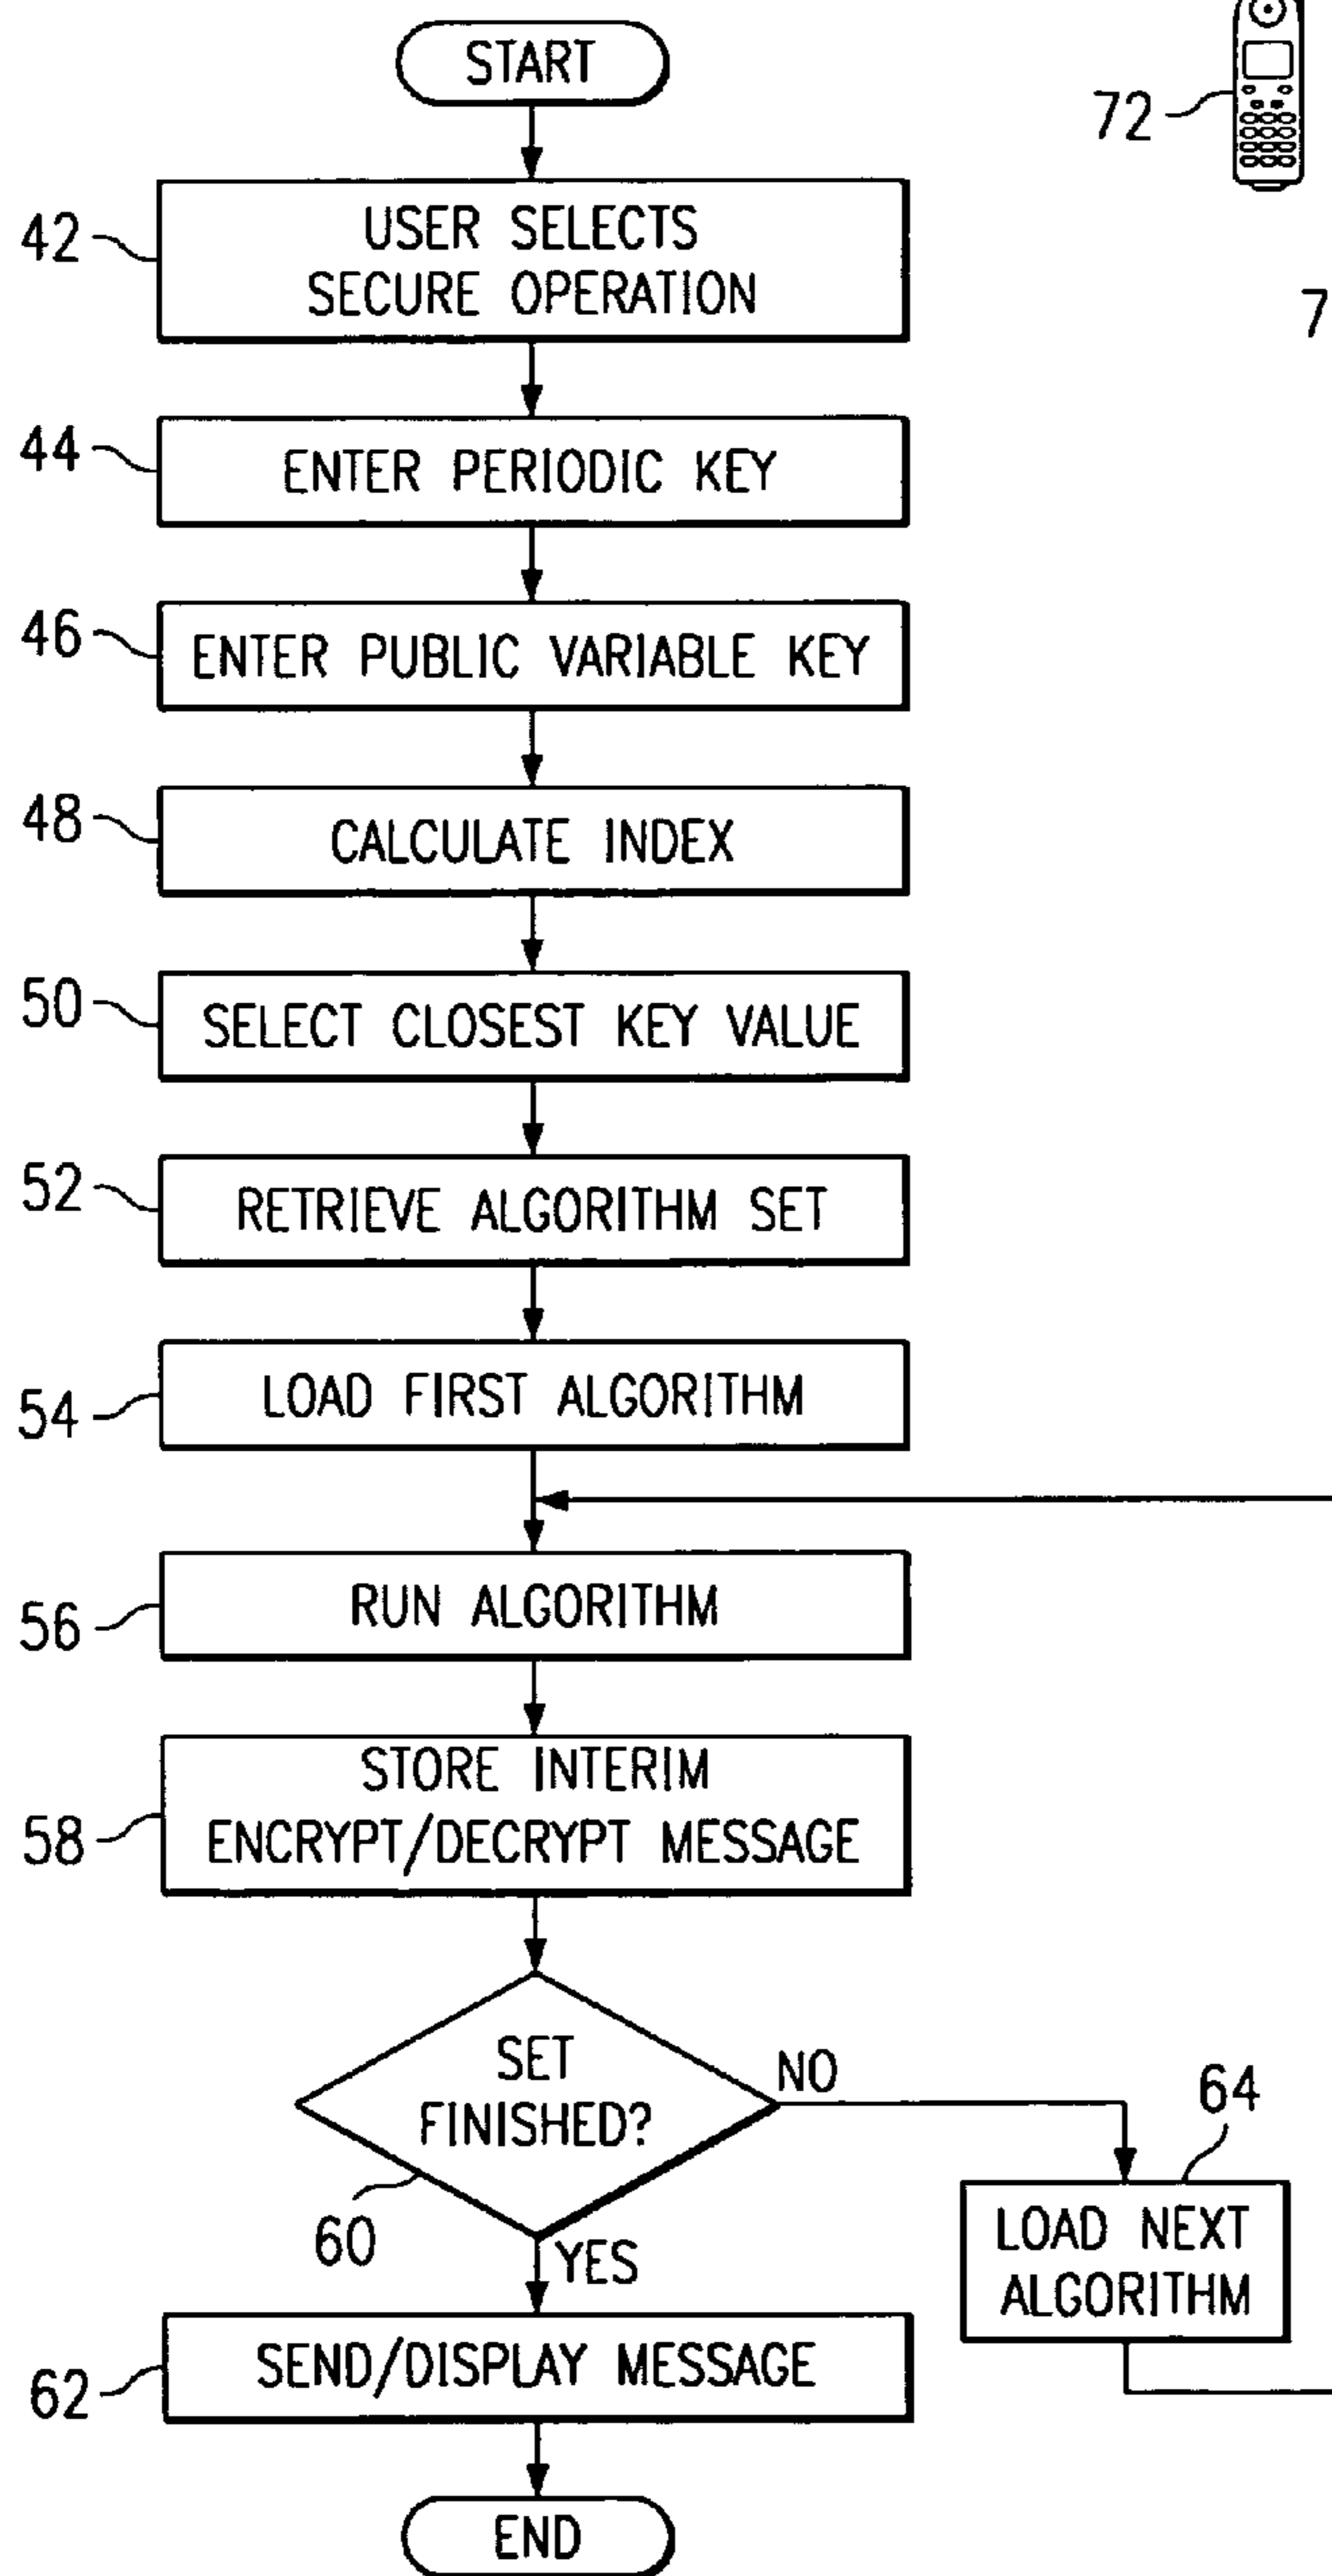 START
72
42
USER SELECTS
SECURE OPERATION
7
44
ENTER PERIODIC KEY
46
ENTER PUBLIC VARIABLE KEY
48
CALCULATE INDEX
50
SELECT CLOSEST KEY VALUE
52
RETRIEVE ALGORITHM SET
54
LOAD FIRST ALGORITHM
56
RUN ALGORITHM
58
STORE INTERIM
ENCRYPT/DECRYPT MESSAGE
SET
FINISHED?
NO
60
YES
64
LOAD NEXT
ALGORITHM
62
SEND/DISPLAY MESSAGE
END